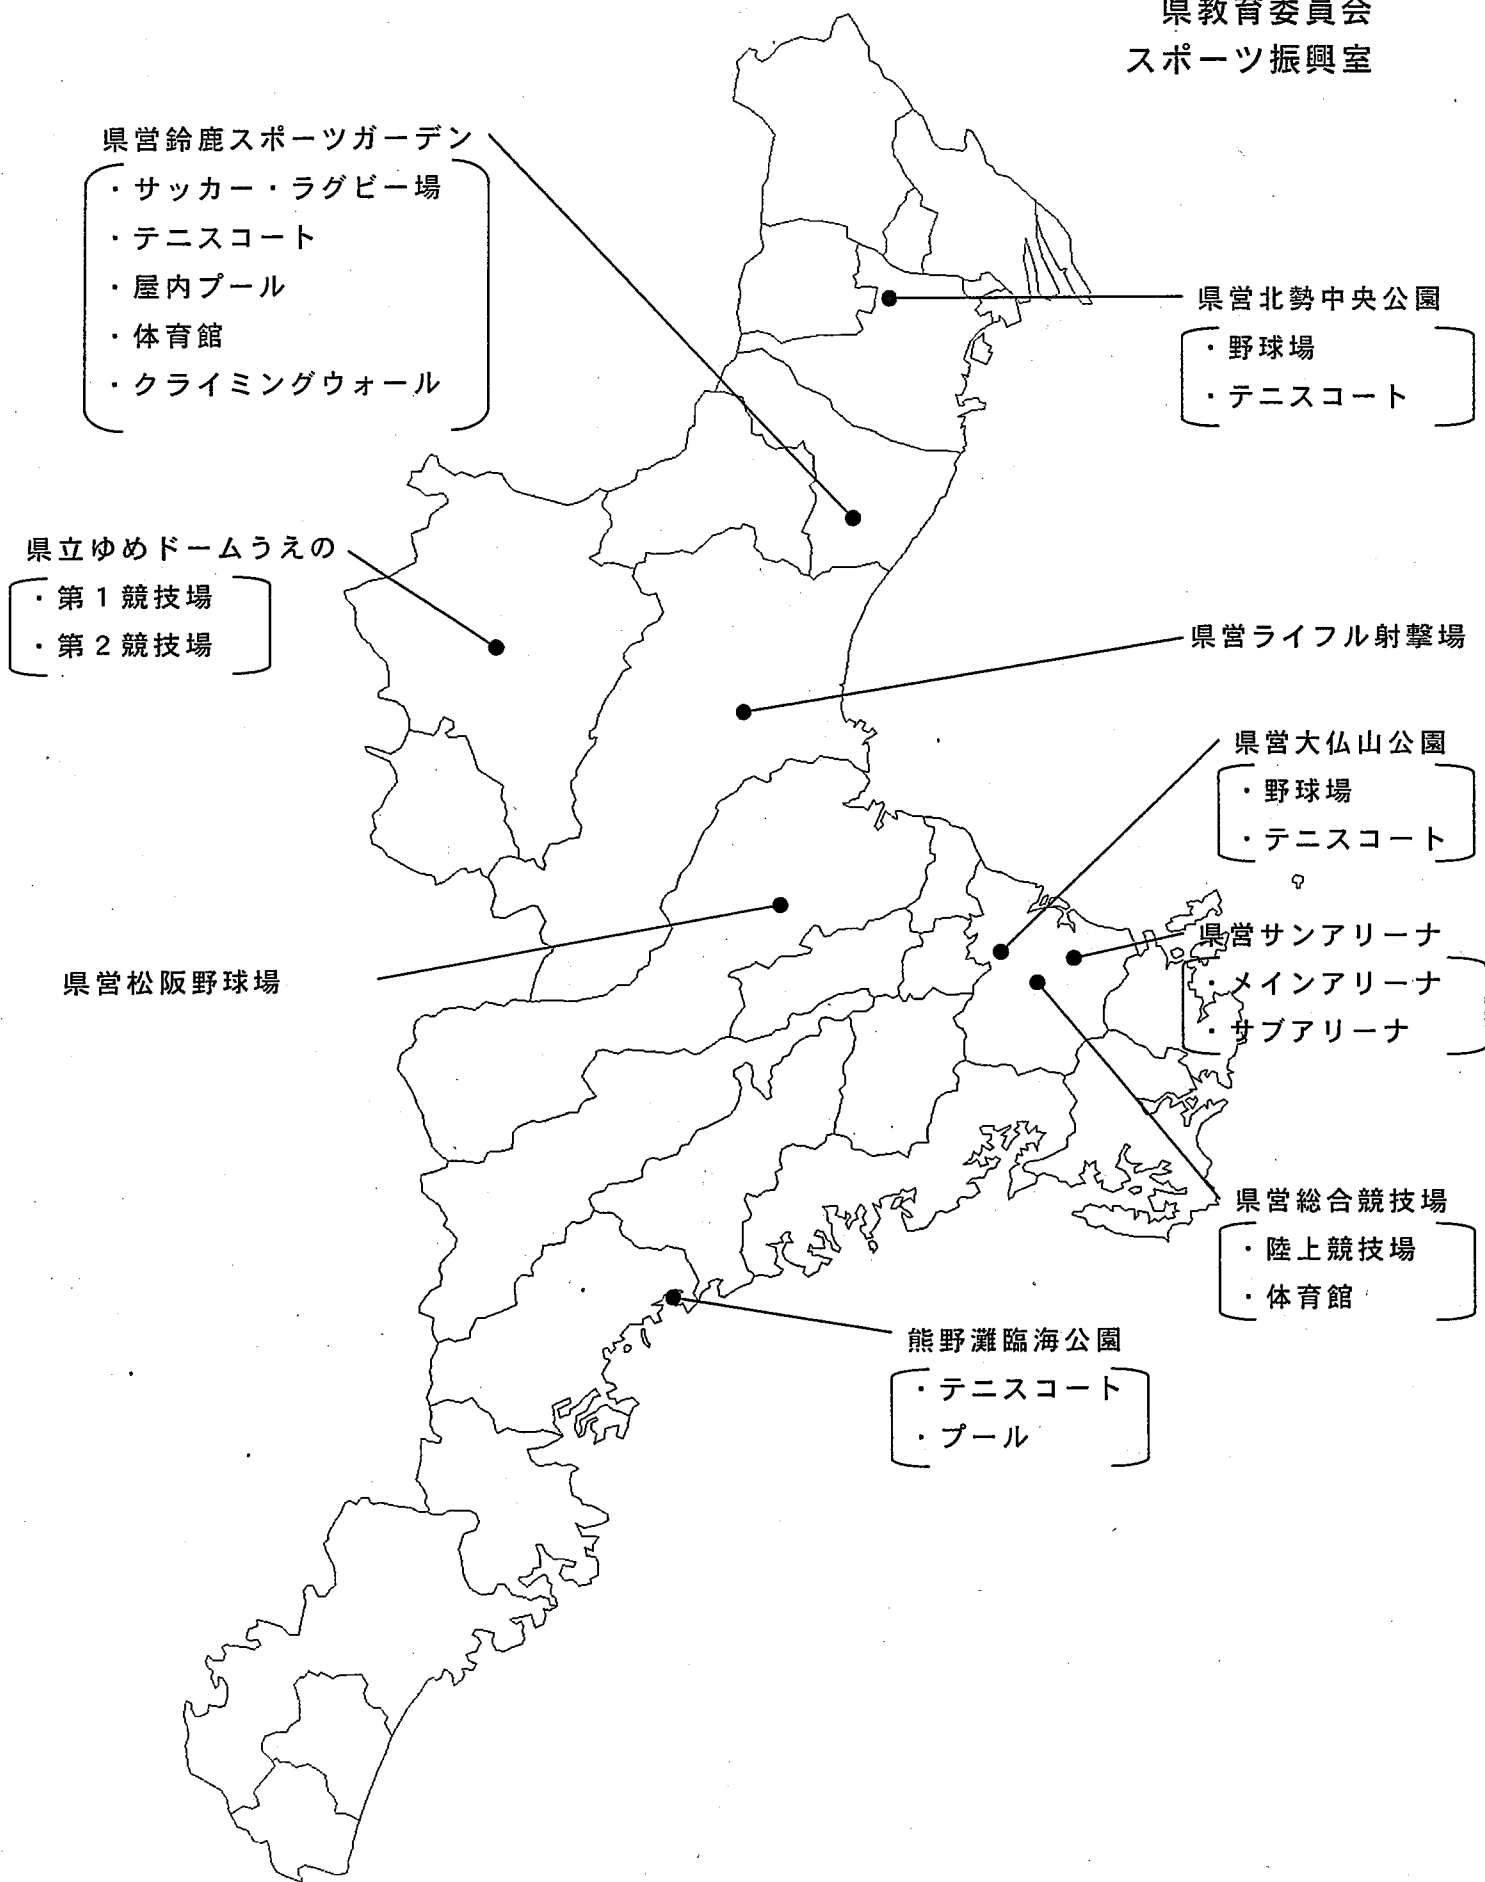 県教育委員会
スポーツ振興室
県営鈴鹿スポーツガーデン
・サッカー・ラグビー場
・テニスコート
・屋内プール
・体育館
・クライミングウォール
県営北勢中央公園
・野球場
・テニスコート
県立ゆめドームうえの
・第1競技場
・第2競技場
県営ライフル射撃場
県営大仏山公園
・野球場
・テニスコート
県営サンアリーナ
・メインアリーナ
・サブアリーナ
県営松阪野球場
県営総合競技場
・陸上競技場
・体育館
熊野灘臨海公園
・テニスコート
・プール